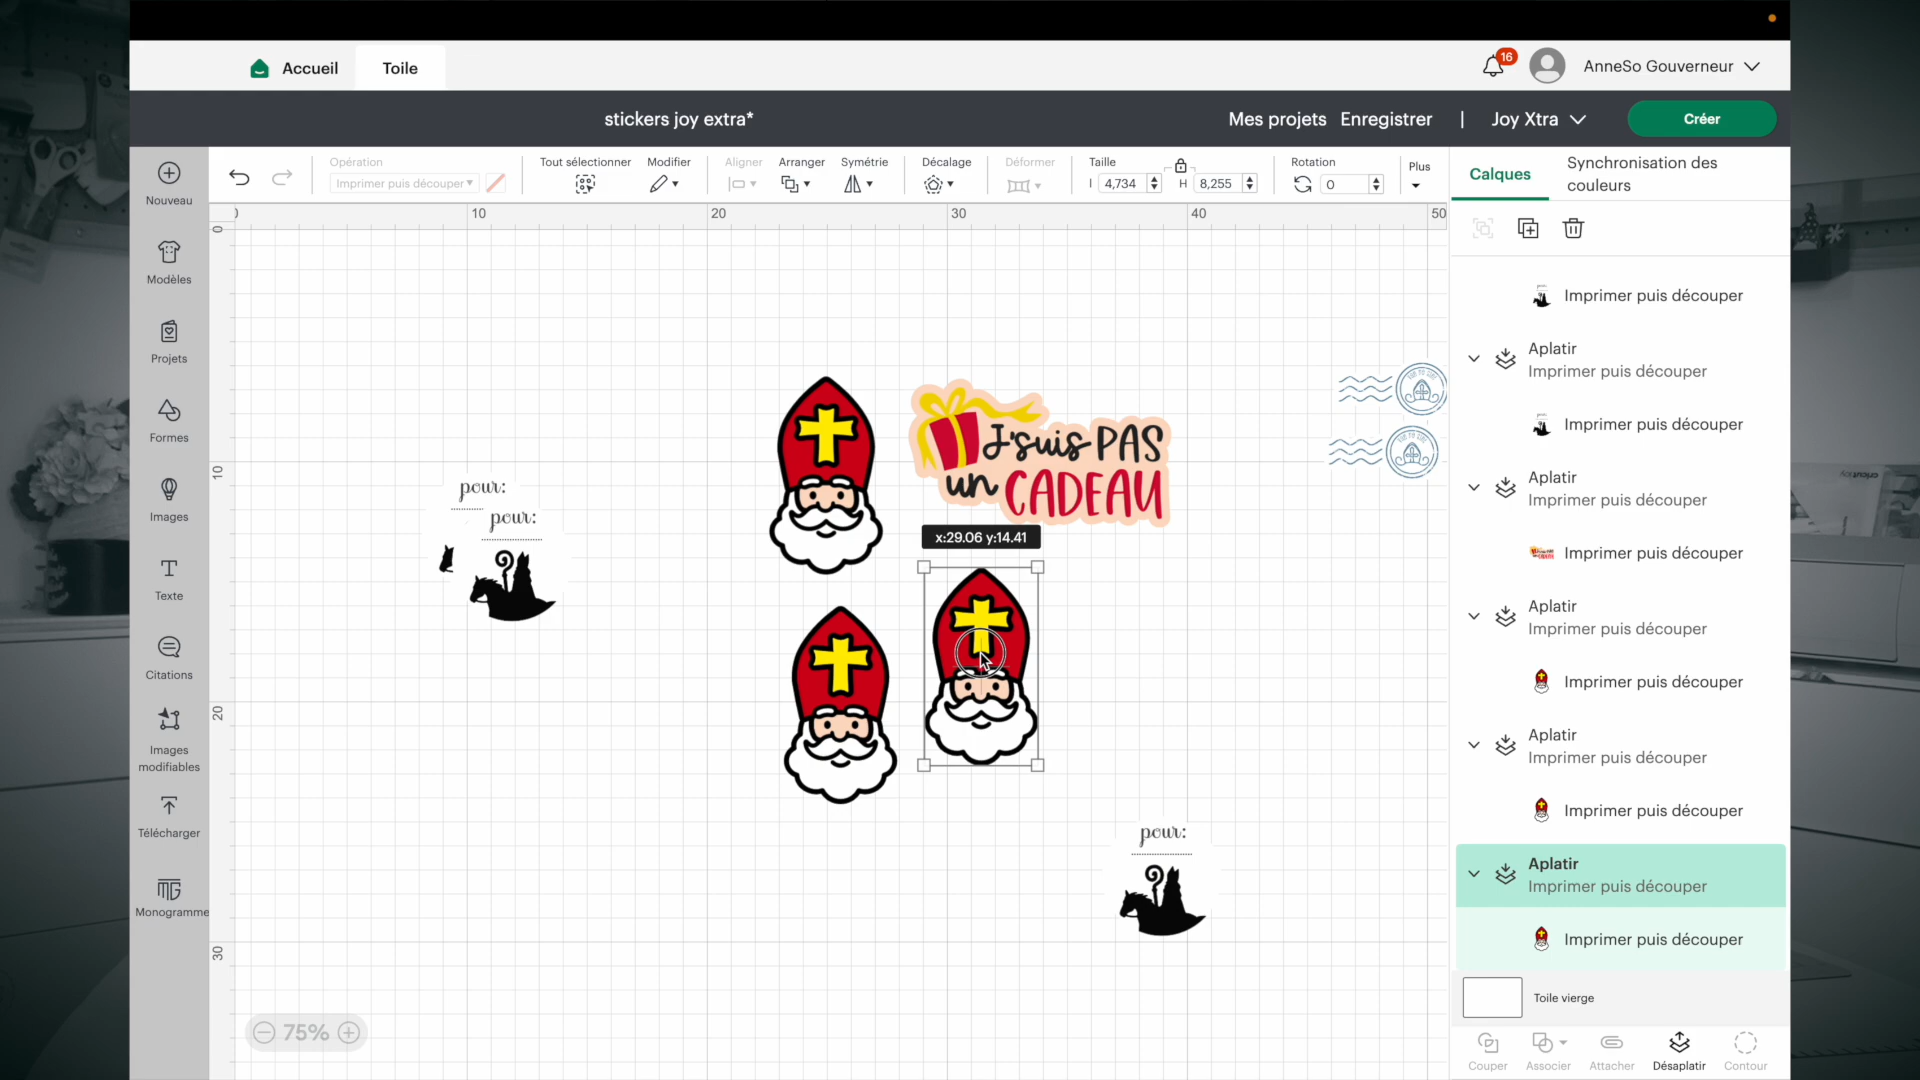 16
Accueil
Toile
AnneSo Gouverneur
stickers joy extra*
Mes projets
Enregistrer
|
Joy Xtra
Créer
Nouveau
Modèles
Projets
Formes
Images
Texte
Citations
Images
modifiables
Télécharger
Monogramme
Opération
Imprimer puis découper
Tout sélectionner
Modifier
Aligner
Arranger
Symétrie
Décalage
Déformer
Taille
l 4,734
H 8,255
Rotation
0
Plus
0
10
20
30
40
50
0
10
20
30
pour:
pour:
J'suis PAS
un CADEAU
x:29.06 y:14.41
pour:
75%
Calques
Synchronisation des
couleurs
Imprimer puis découper
Aplatir
Imprimer puis découper
Imprimer puis découper
Aplatir
Imprimer puis découper
Imprimer puis découper
Aplatir
Imprimer puis découper
Imprimer puis découper
Aplatir
Imprimer puis découper
Imprimer puis découper
Aplatir
Imprimer puis découper
Imprimer puis découper
Toile vierge
Couper
Associer
Attacher
Désaplatir
Contour